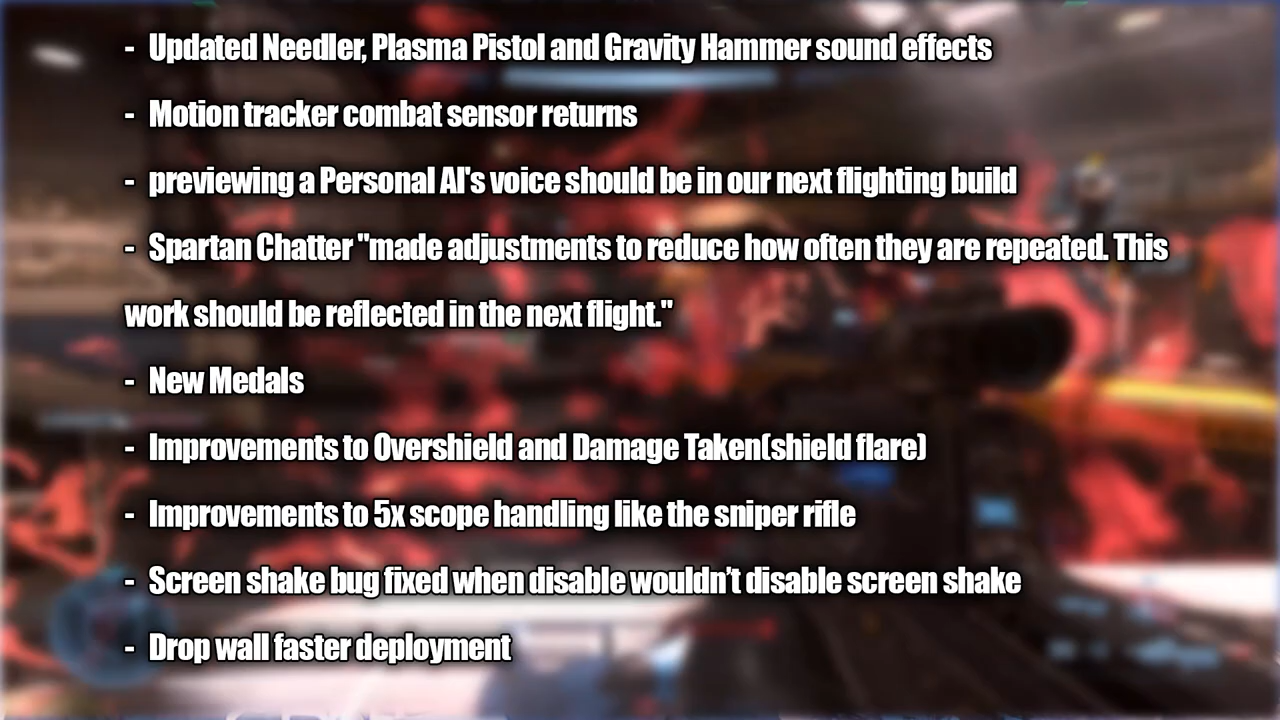 - Updated Needler, Plasma Pistol and Gravity Hammer sound effects
- Motion tracker combat sensor returns
- previewing a Personal AI's voice should be in our next flighting build
- Spartan Chatter "made adjustments to reduce how often they are repeated. This
work should be reflected in the next flight."
- New Medals
- Improvements to Overshield and Damage Taken(shield flare)
- Improvements to 5x scope handling like the sniper rifle
- Screen shake bug fixed when disable wouldn’t disable screen shake
- Drop wall faster deployment